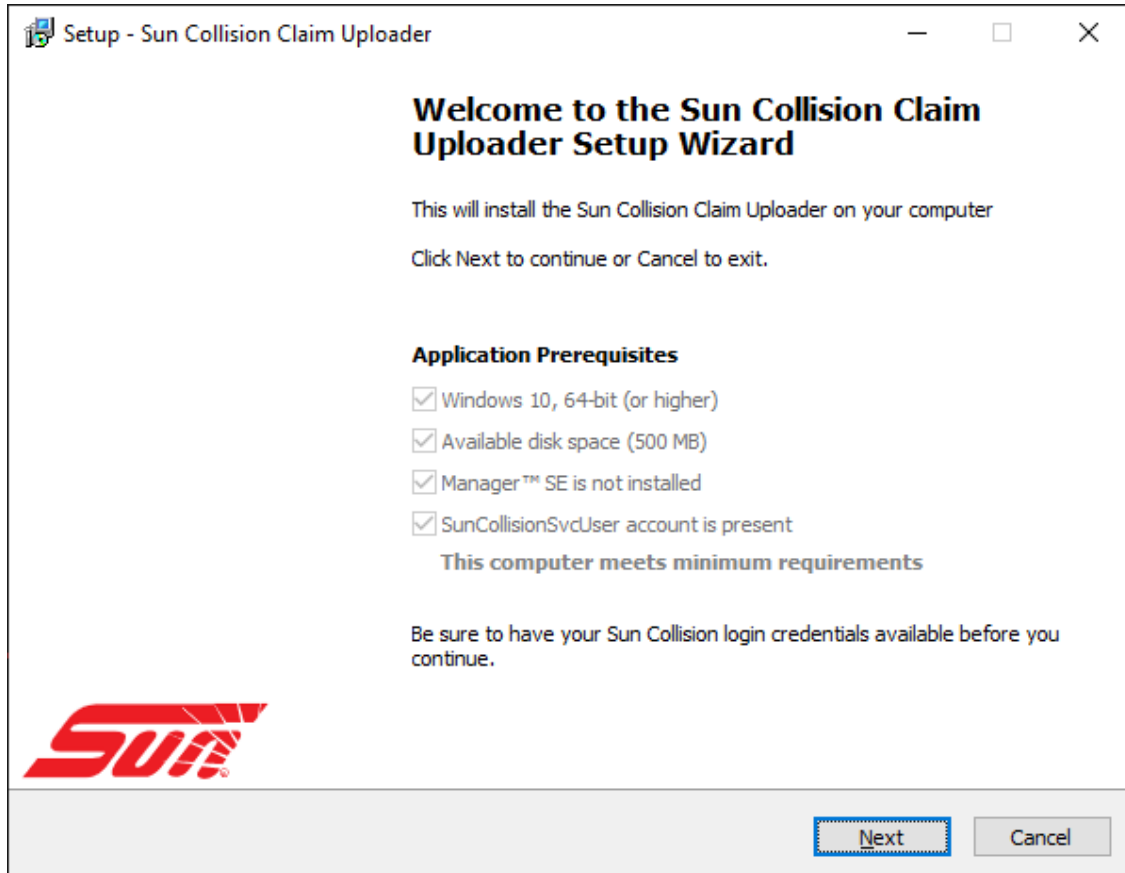 Setup - Sun Collision Claim Uploader
Welcome to the Sun Collision Claim
Uploader Setup Wizard
This will install the Sun Collision Claim Uploader on your computer
Click Next to continue or Cancel to exit.
Application Prerequisites
Windows 10, 64-bit (or higher)
Available disk space (500 MB)
Manager™ SE is not installed
SunCollisionSvcUser account is present
This computer meets minimum requirements
Be sure to have your Sun Collision login credentials available before you
continue.
Sun®
Next
Cancel